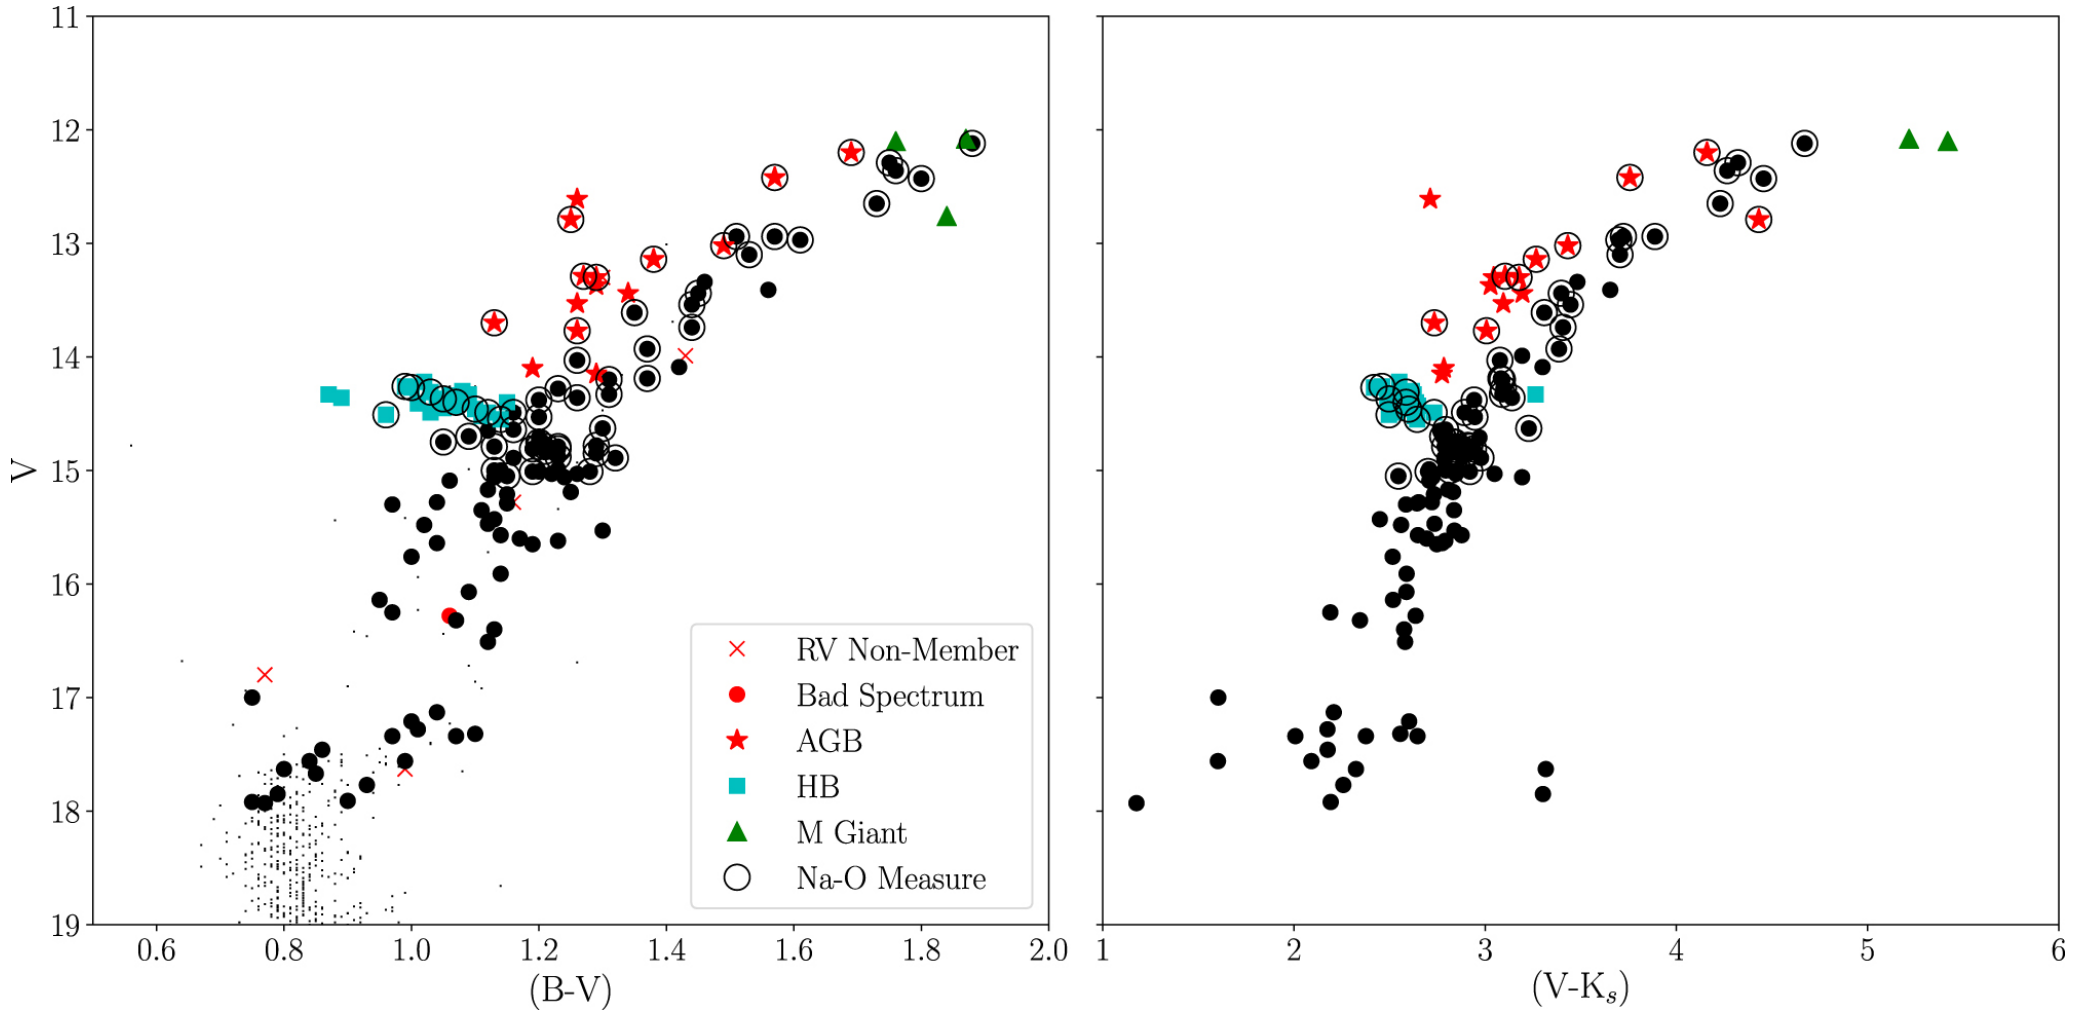 11
12
13
14
15
16
17
18
19
V
0.6 0.8 1.0 1.2 1.4 1.6 1.8 2.0
(B-V)
RV Non-Member
Bad Spectrum
AGB
HB
M Giant
Na-O Measure
1 2 3 4 5 6
(V-Kₛ)